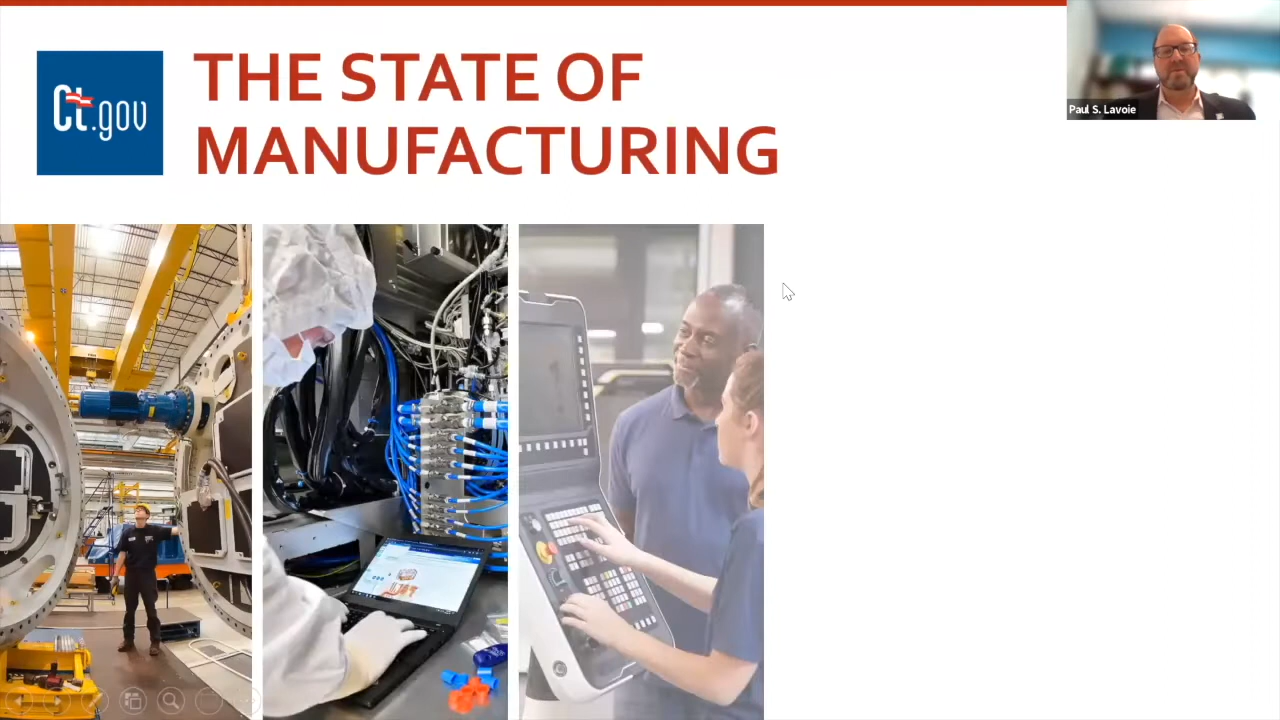 Ct.gov
THE STATE OF
MANUFACTURING
Paul S. Lavoie